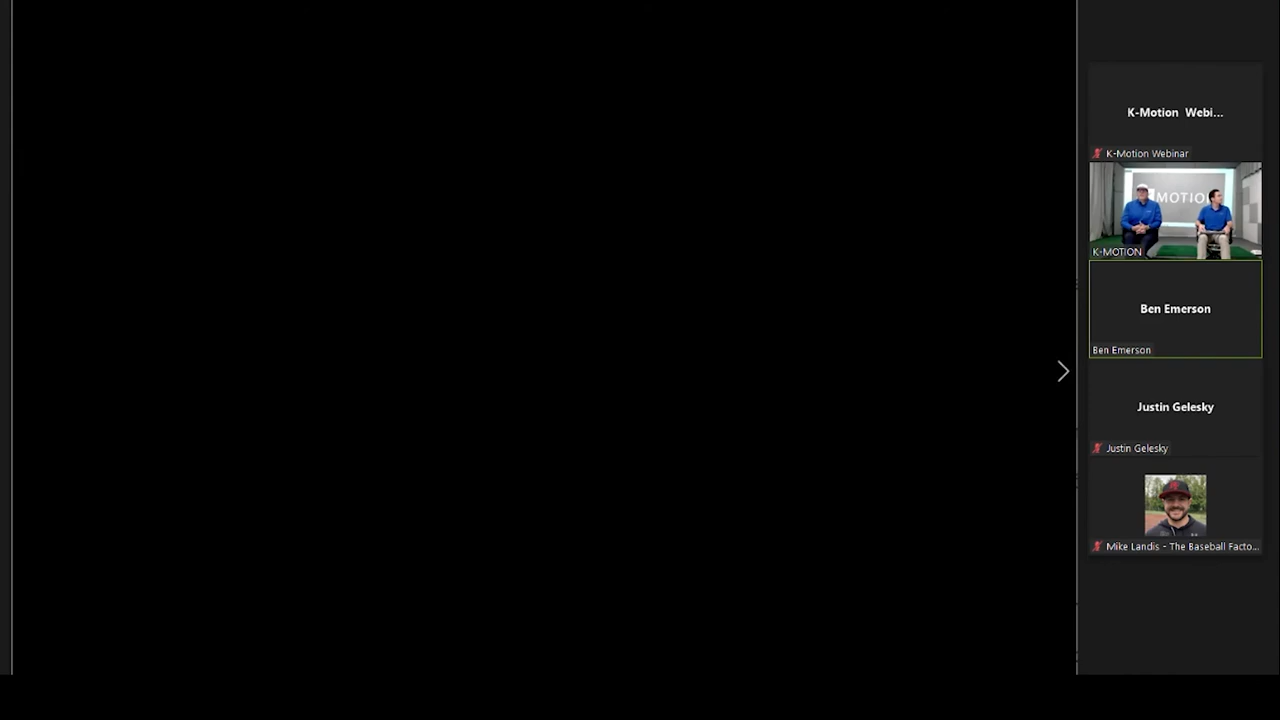 K-Motion Webi...
K-Motion Webinar
MOTIO
K-MOTION
Ben Emerson
Ben Emerson
Justin Gelesky
Justin Gelesky
Mike Landis - The Baseball Facto...